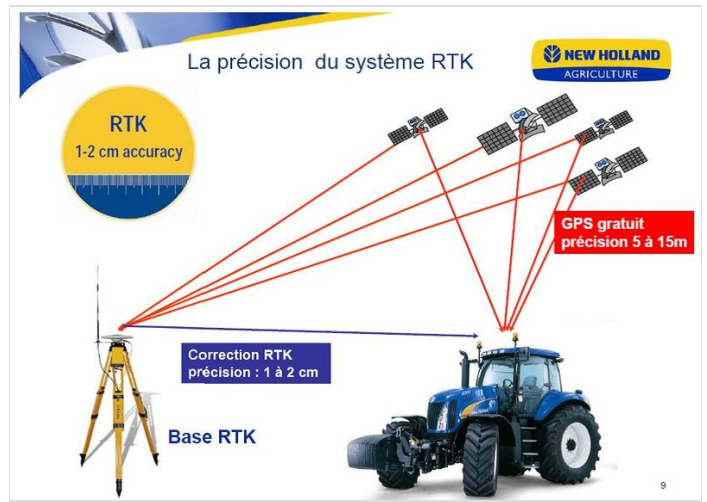 La précision du système RTK
NEW HOLLAND
AGRICULTURE
RTK
1-2 cm accuracy
GPS gratuit
précision 5 à 15m
Correction RTK
précision : 1 à 2 cm
Base RTK
9